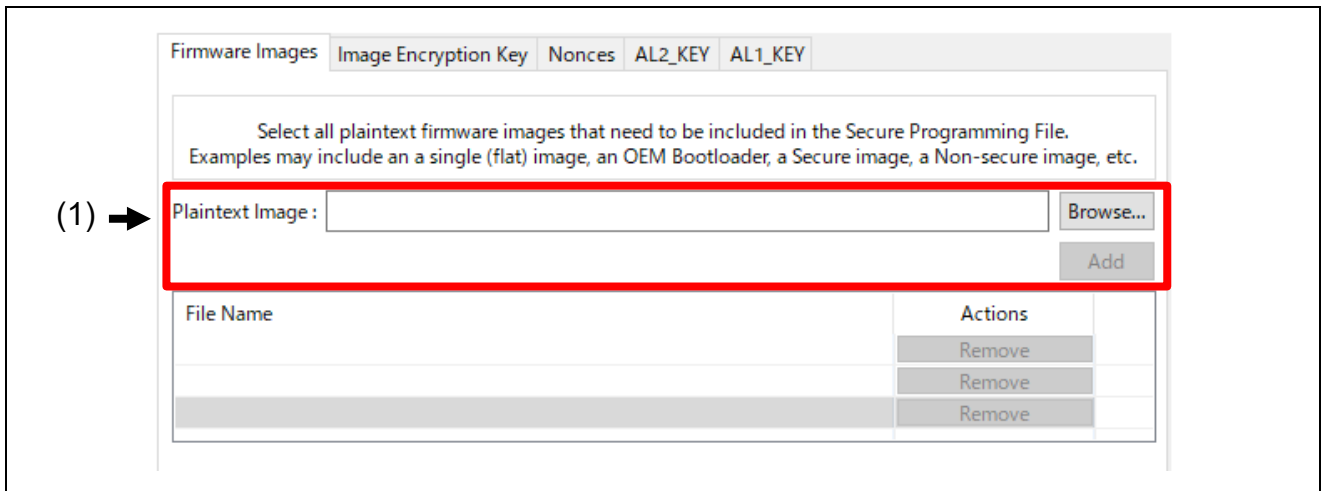 Firmware Images Image Encryption Key Nonces AL2_KEY AL1_KEY
Select all plaintext firmware images that need to be included in the Secure Programming File.
Examples may include an a single (flat) image, an OEM Bootloader, a Secure image, a Non-secure image, etc.
(1) Plaintext Image : Browse...
Add
File Name Actions
Remove
Remove
Remove